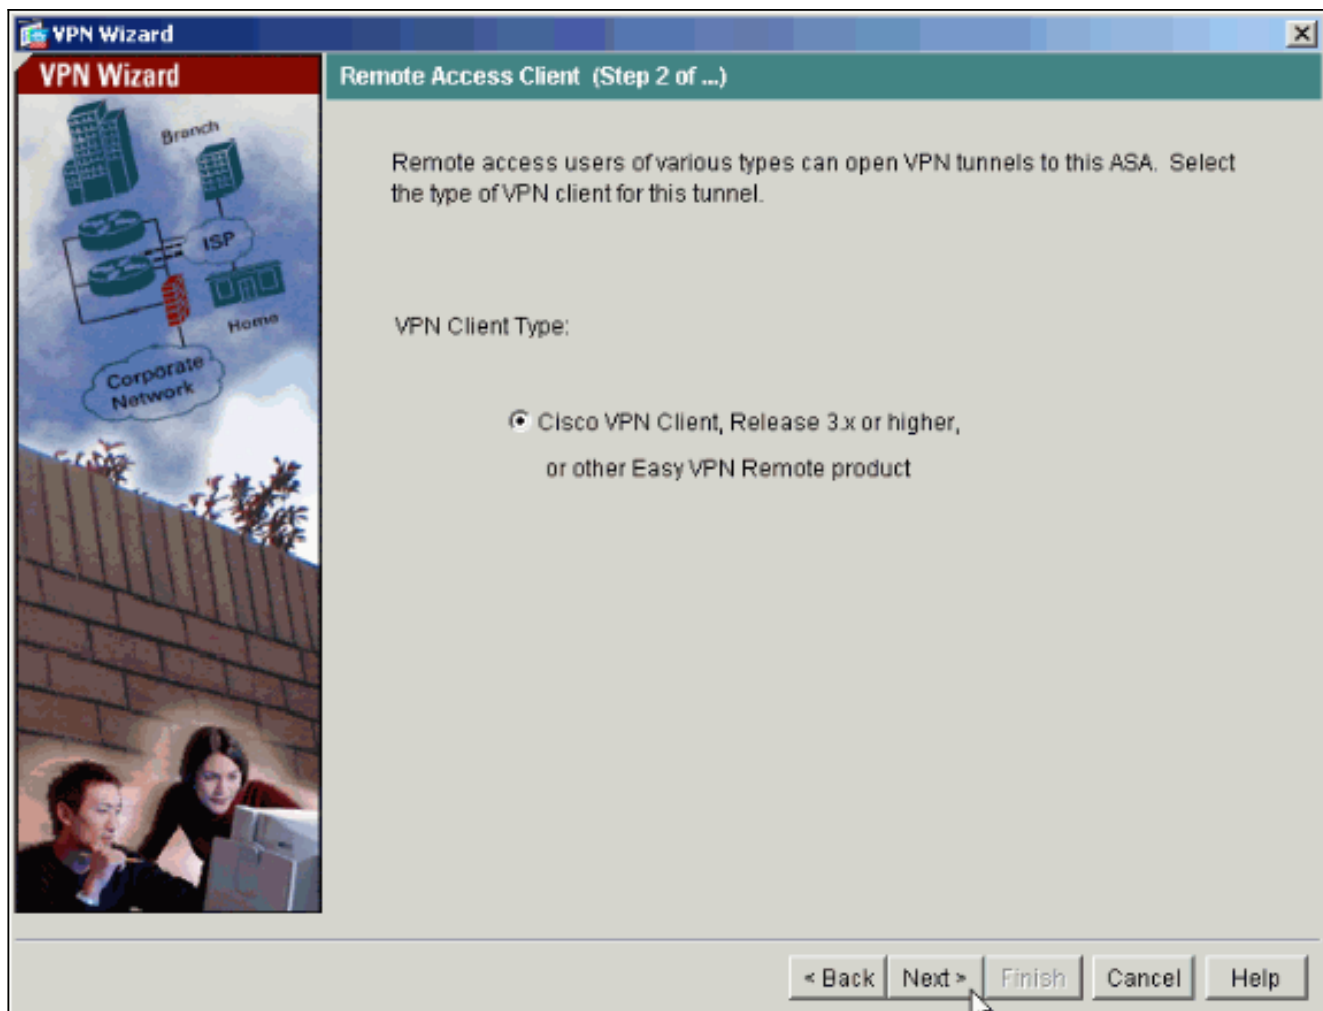 VPN Wizard
VPN Wizard
Remote Access Client (Step 2 of ...)
Branch
ISP
Home
Corporate
Network
Remote access users of various types can open VPN tunnels to this ASA. Select
the type of VPN client for this tunnel.
VPN Client Type:
Cisco VPN Client, Release 3.x or higher,
or other Easy VPN Remote product
< Back
Next >
Finish
Cancel
Help